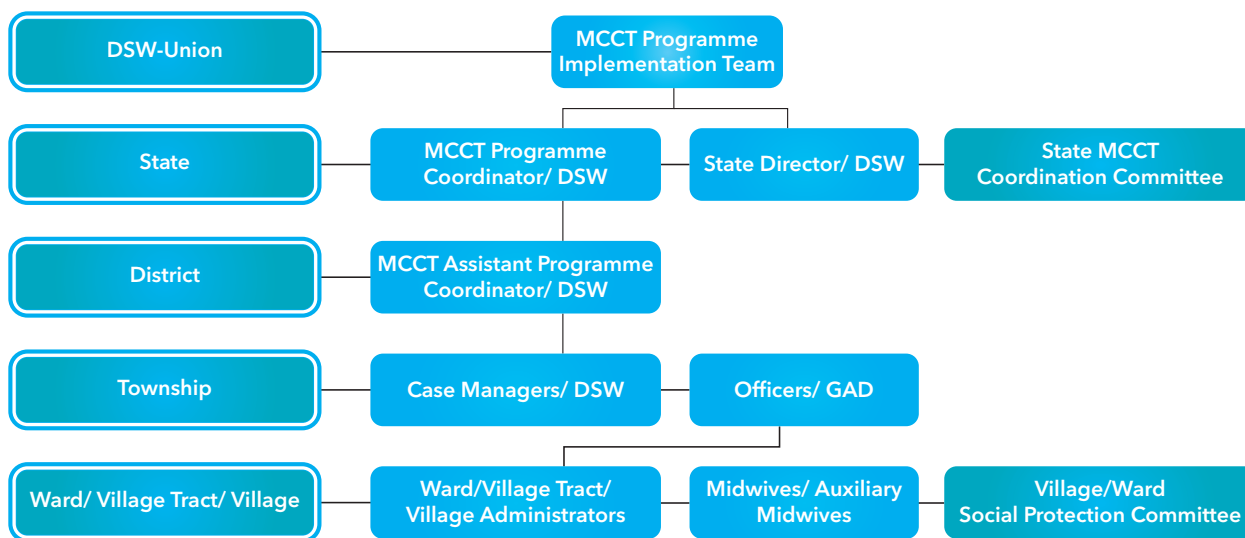 DSW-Union
MCCT Programme
Implementation Team
State
MCCT Programme
Coordinator/ DSW
State Director/ DSW
State MCCT
Coordination Committee
District
MCCT Assistant Programme
Coordinator/ DSW
Township
Case Managers/ DSW
Officers/ GAD
Ward/ Village Tract/ Village
Ward/Village Tract/
Village Administrators
Midwives/ Auxiliary
Midwives
Village/Ward
Social Protection Committee